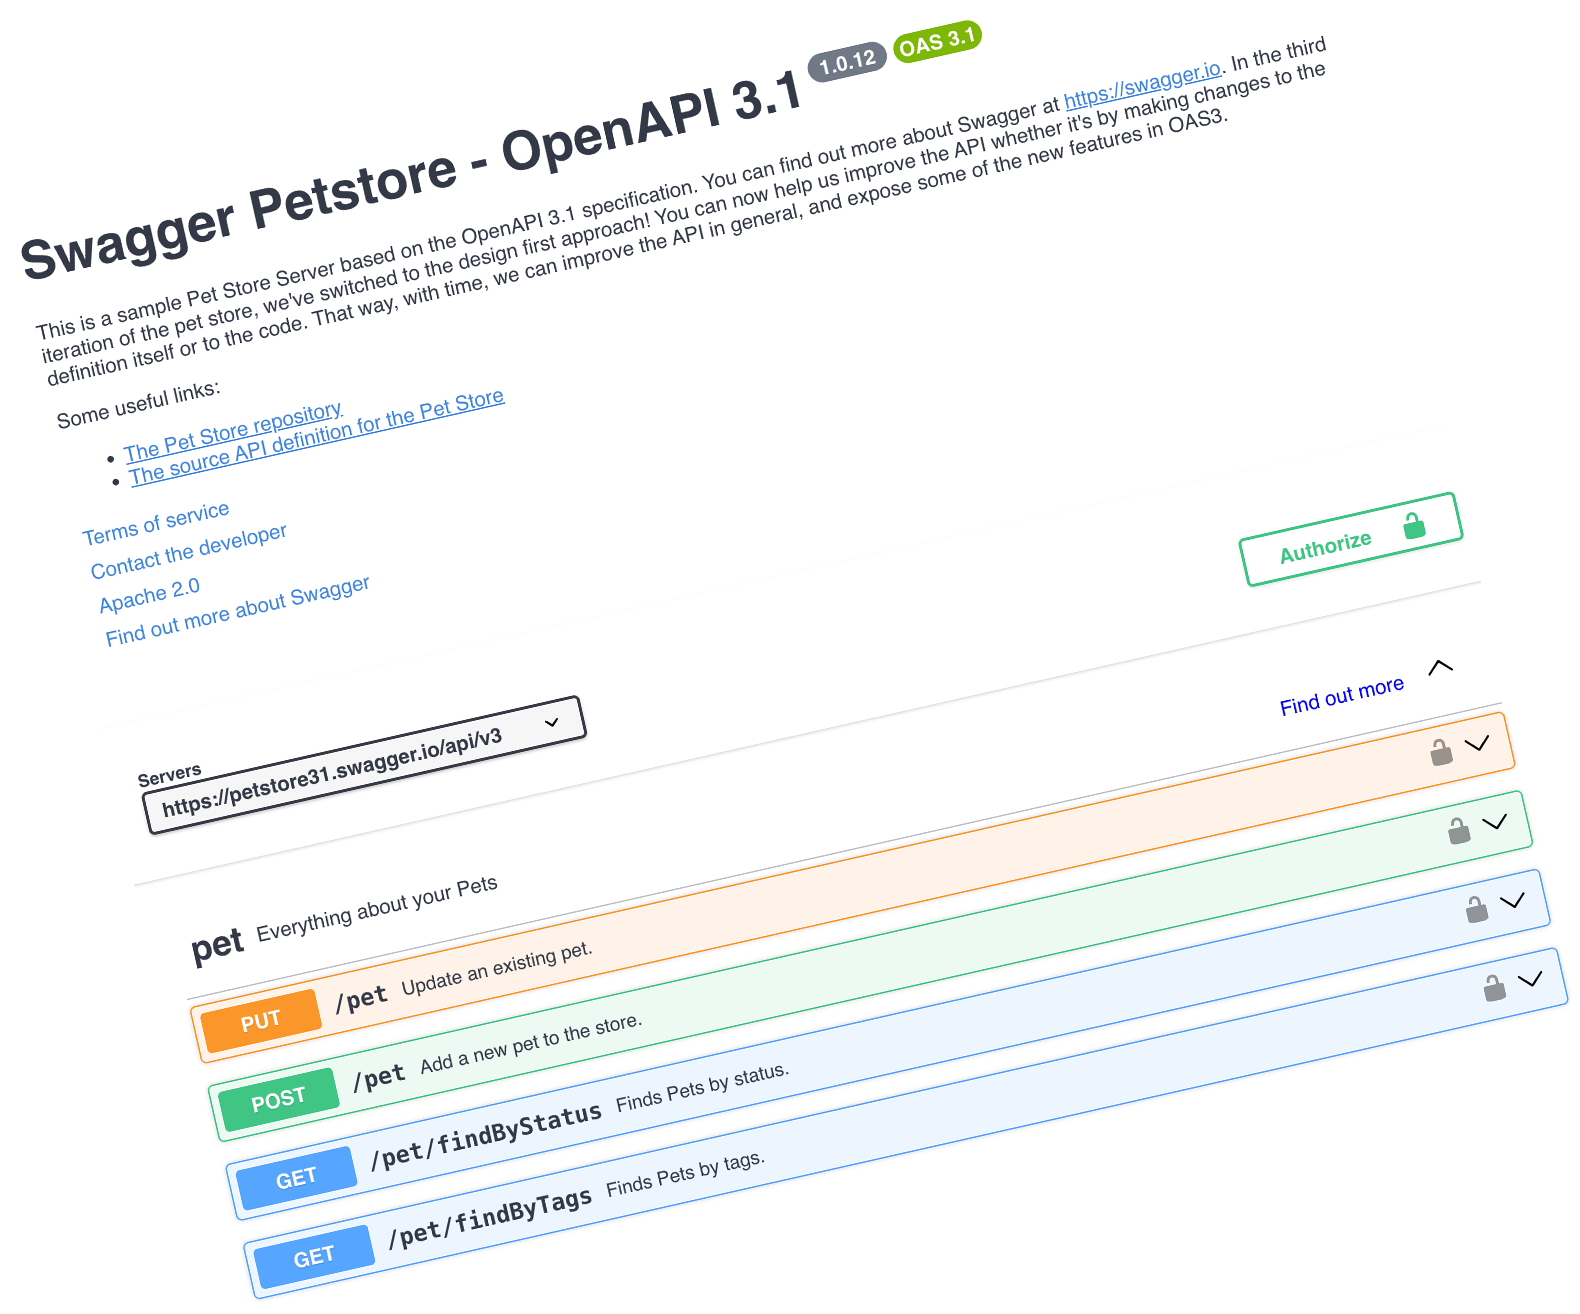 Swagger Petstore - OpenAPI 3.1 1.0.12 OAS 3.1
This is a sample Pet Store Server based on the OpenAPI 3.1 specification. You can find out more about Swagger at https://swagger.io. In the third
iteration of the pet store, we've switched to the design first approach! You can now help us improve the API whether it's by making changes to the
definition itself or to the code. That way, with time, we can improve the API in general, and expose some of the new features in OAS3.
Some useful links:
• The Pet Store repository
• The source API definition for the Pet Store
Terms of service
Contact the developer
Apache 2.0
Find out more about Swagger
Servers
https://petstore31.swagger.io/api/v3
Authorize
pet Everything about your Pets
Find out more
PUT /pet Update an existing pet.
POST /pet Add a new pet to the store.
GET /pet/findByStatus Finds Pets by status.
GET /pet/findByTags Finds Pets by tags.